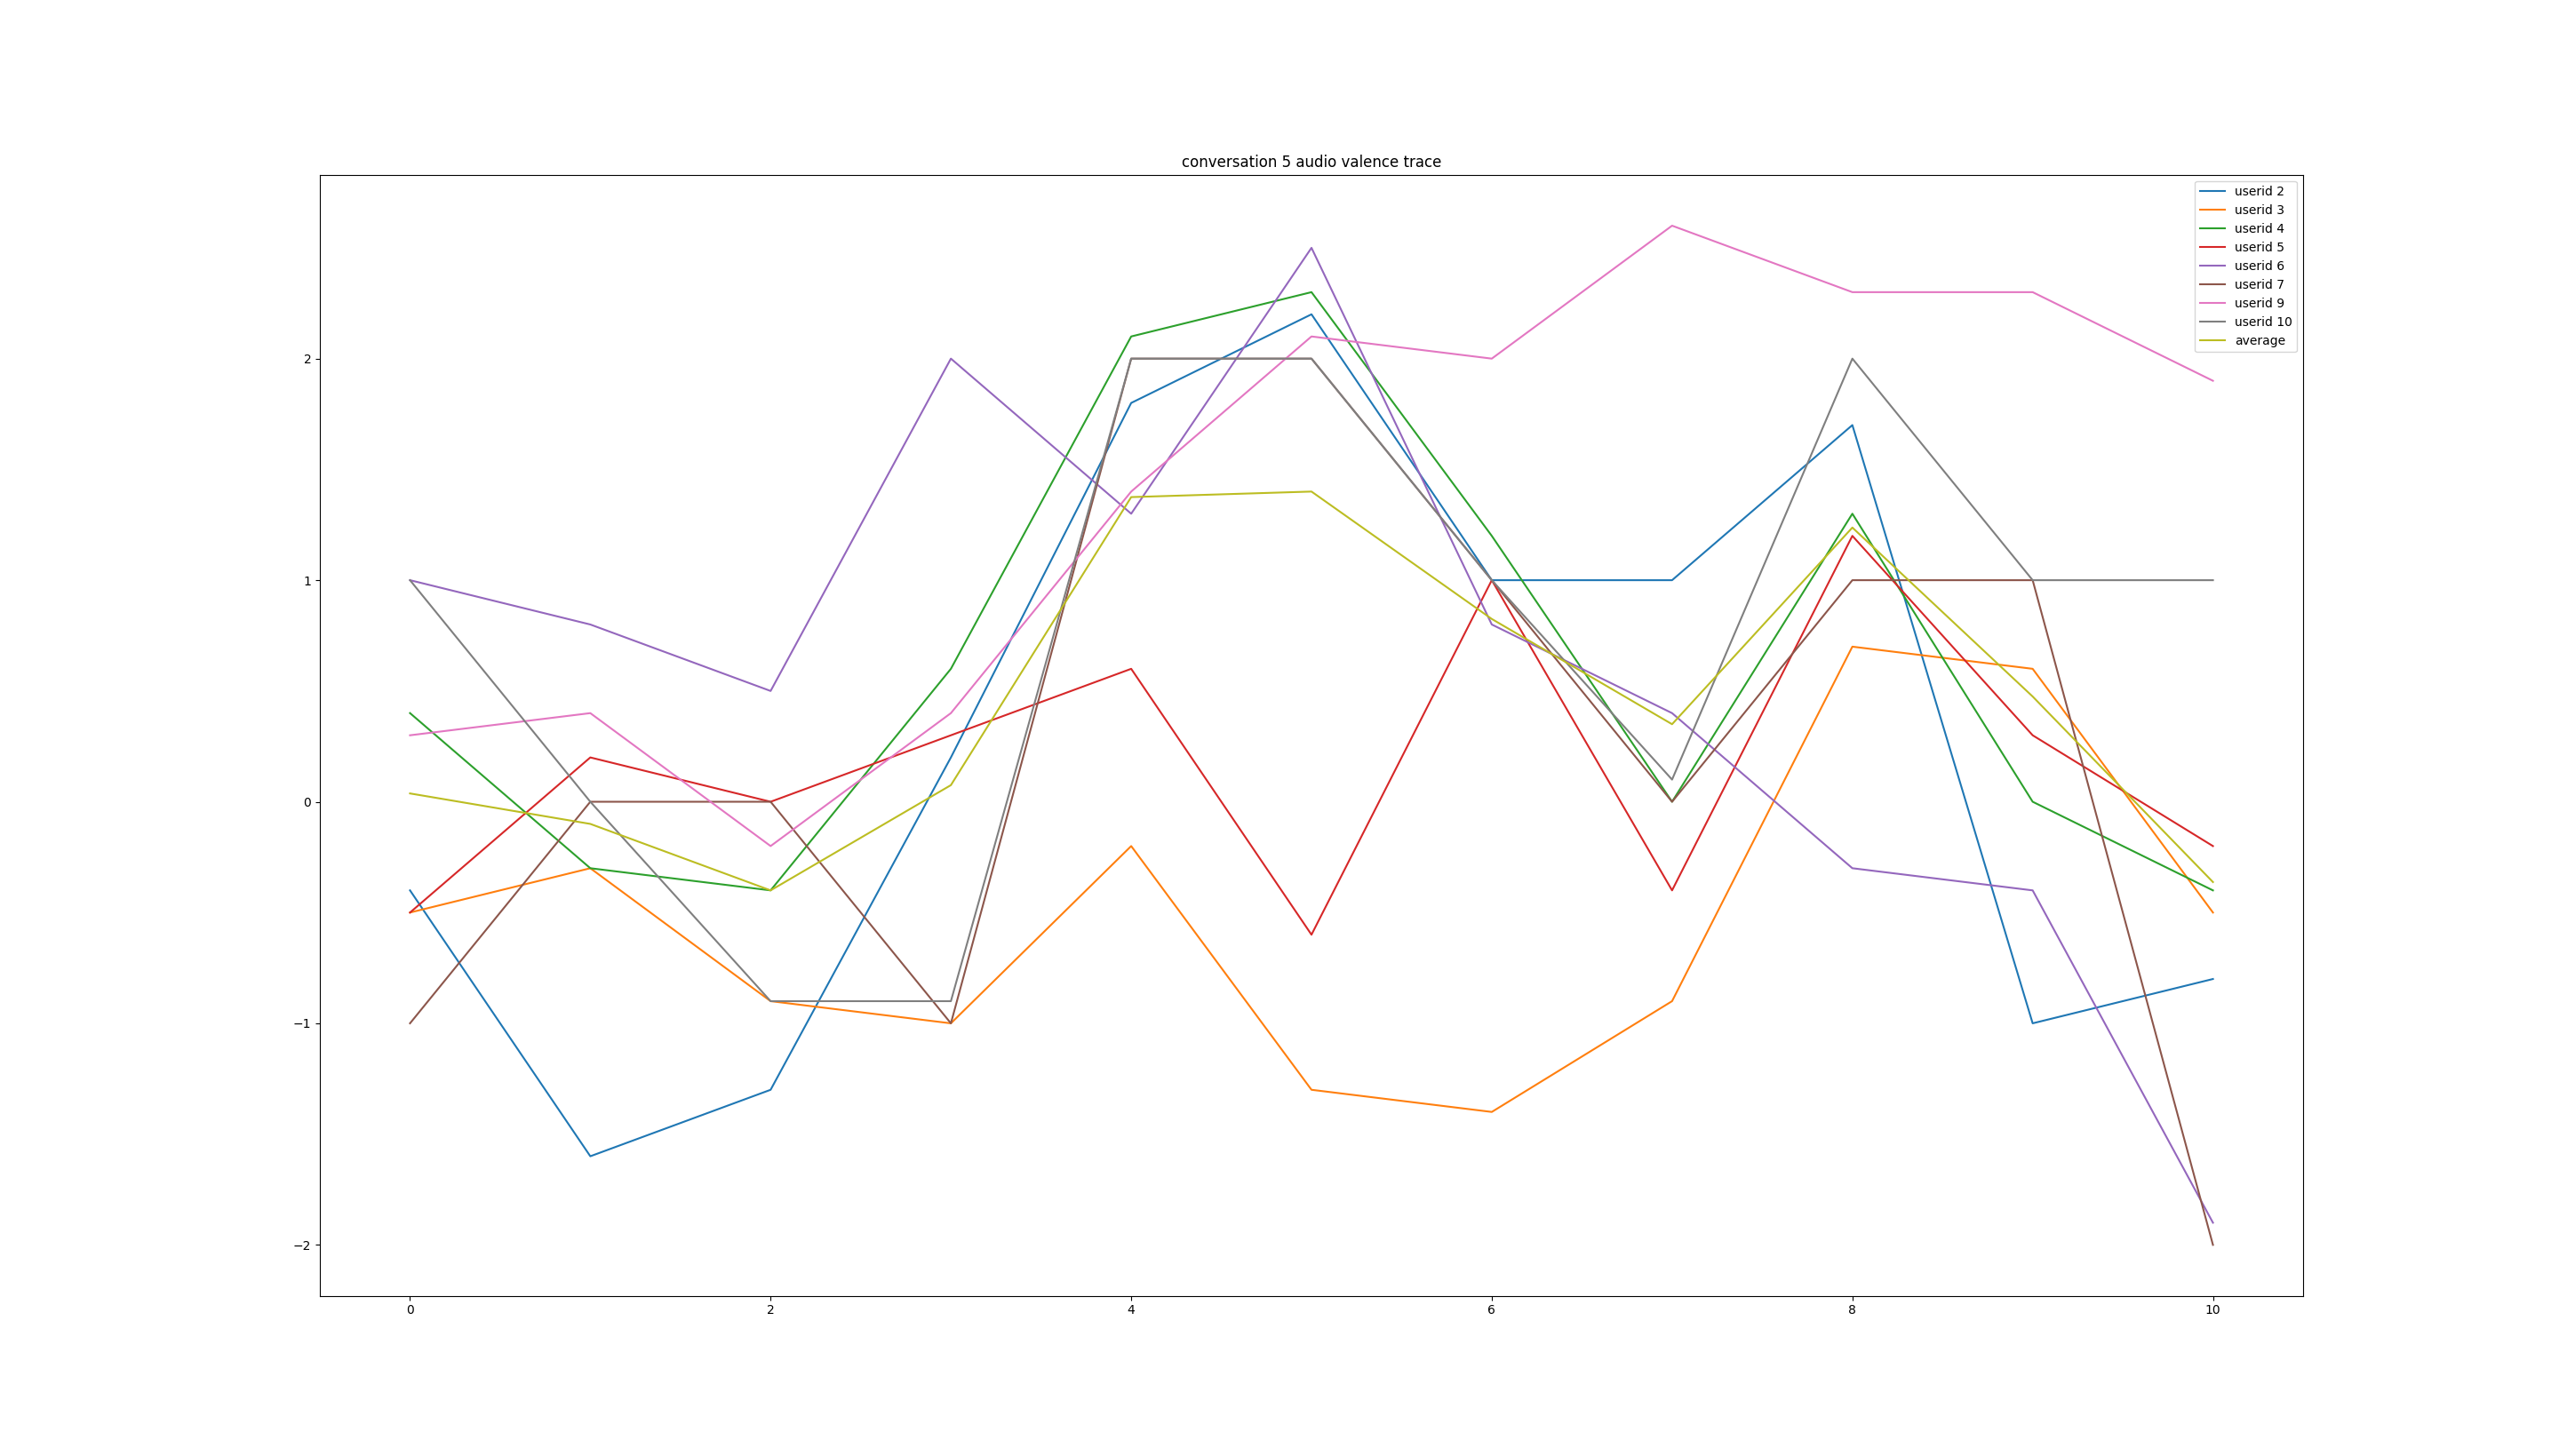 conversation 5 audio valence trace
userid 2
userid 3
userid 4
userid 5
userid 6
userid 7
userid 9
userid 10
average
2
1
0
−1
−2
0 2 4 6 8 10